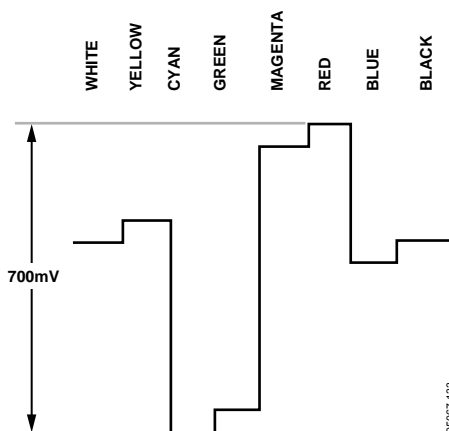 WHITE
YELLOW
CYAN
GREEN
MAGENTA
RED
BLUE
BLACK
700mV